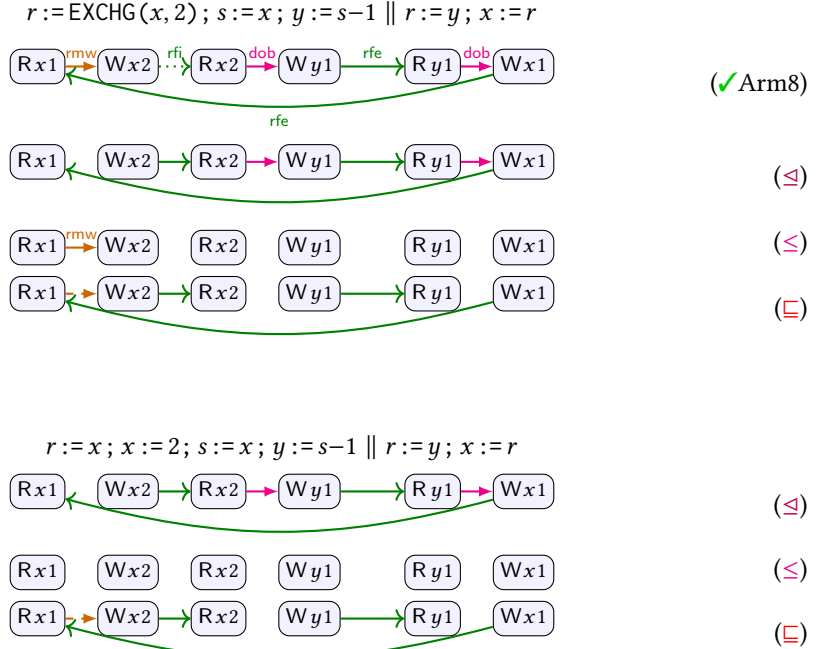 r := EXCHG(x, 2); s := x; y := s−1 || r := y; x := r
rmw rfi dob rfe dob
Rx1 Wx2 Rx2 Wy1 Ry1 Wx1 (✓Arm8)
rfe
Rx1 Wx2 Rx2 Wy1 Ry1 Wx1 (⊴)
rmw
Rx1 Wx2 Rx2 Wy1 Ry1 Wx1 (≤)
Rx1 Wx2 Rx2 Wy1 Ry1 Wx1 (⊑)
r := x; x := 2; s := x; y := s−1 || r := y; x := r
Rx1 Wx2 Rx2 Wy1 Ry1 Wx1 (⊴)
Rx1 Wx2 Rx2 Wy1 Ry1 Wx1 (≤)
Rx1 Wx2 Rx2 Wy1 Ry1 Wx1 (⊑)